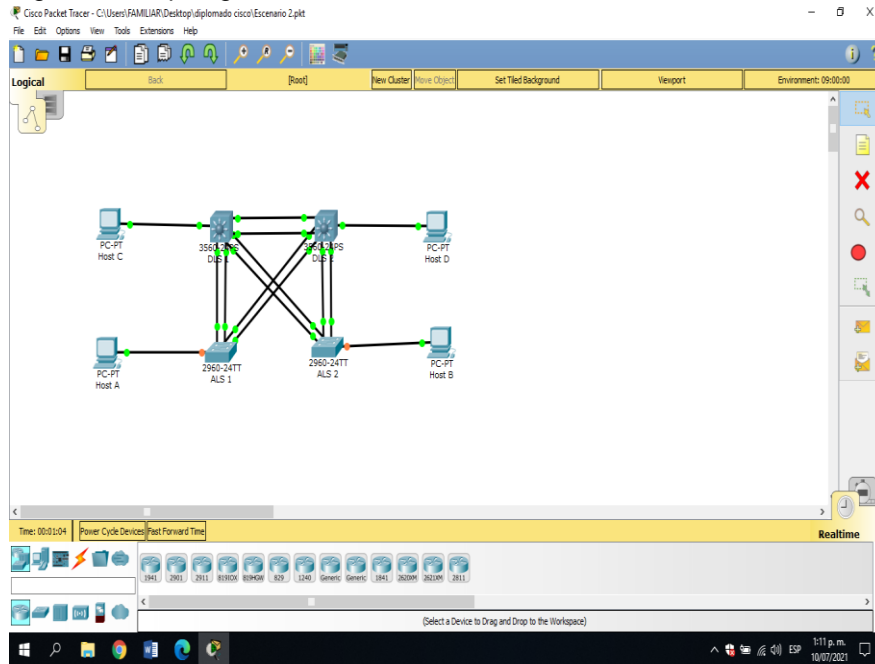 Cisco Packet Tracer - C:\Users\FAMILIAR\Desktop\diplomado cisco\Escenario 2.pkt
File Edit Options View Tools Extensions Help
Logical Back [Root] New Cluster Move Object Set Tiled Background Viewport Environment: 09:00:00
PC-PT
Host C
3560-24PS
DLS 1
3560-24PS
DLS 2
PC-PT
Host D
PC-PT
Host A
2960-24TT
ALS 1
2960-24TT
ALS 2
PC-PT
Host B
Time: 00:01:04 Power Cycle Devices Fast Forward Time Realtime
1941 2901 2911 819IOX 819HGW 829 1240 Generic Generic 1841 2620XM 2621XM 2811
(Select a Device to Drag and Drop to the Workspace)
ESP 1:11 p. m.
10/07/2021